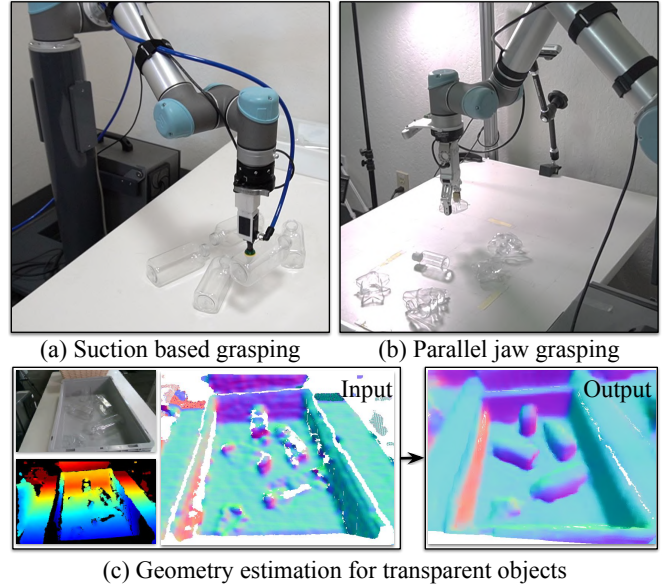 (a) Suction based grasping
(b) Parallel jaw grasping
Input
Output
(c) Geometry estimation for transparent objects